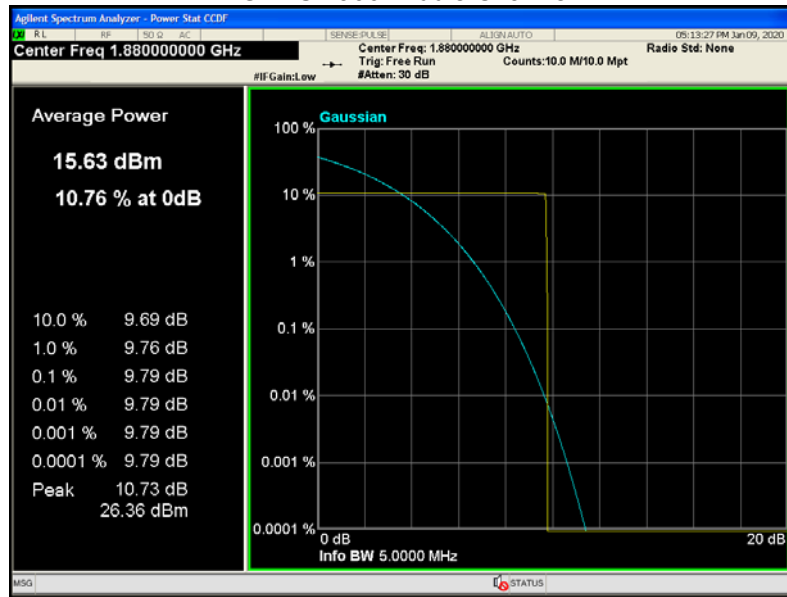 Agilent Spectrum Analyzer - Power Stat CCDF
RL RF 50 Ω AC SENSE:PULSE ALIGN AUTO 05:13:27 PM Jan 09, 2020
Center Freq 1.880000000 GHz
Center Freq: 1.880000000 GHz
Radio Std: None
Trig: Free Run
Counts:10.0 M/10.0 Mpt
#IFGain:Low
#Atten: 30 dB
Average Power
15.63 dBm
10.76 % at 0dB
10.0 % 9.69 dB
1.0 % 9.76 dB
0.1 % 9.79 dB
0.01 % 9.79 dB
0.001 % 9.79 dB
0.0001 % 9.79 dB
Peak 10.73 dB
26.36 dBm
Gaussian
100 %
10 %
1 %
0.1 %
0.01 %
0.001 %
0.0001 %
0 dB
20 dB
Info BW 5.0000 MHz
MSG
STATUS